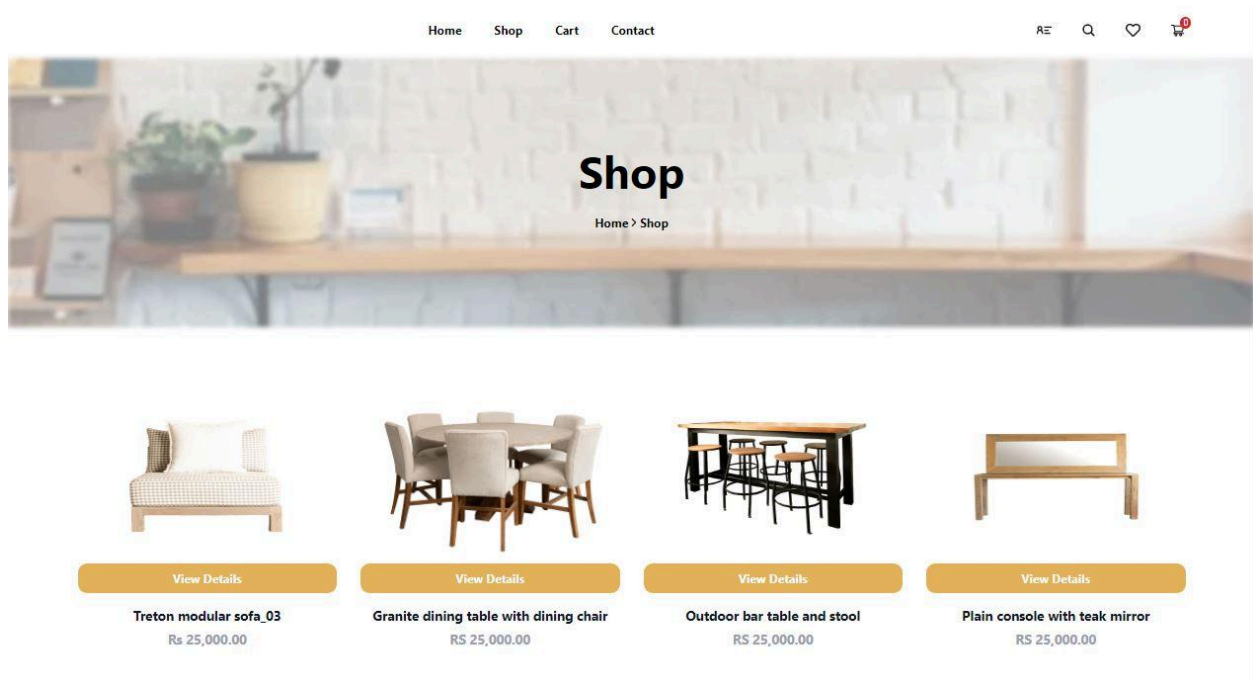 Home Shop Cart Contact
0
Shop
Home > Shop
View Details View Details View Details View Details
Treton modular sofa_03 Granite dining table with dining chair Outdoor bar table and stool Plain console with teak mirror
Rs 25,000.00 RS 25,000.00 RS 25,000.00 RS 25,000.00